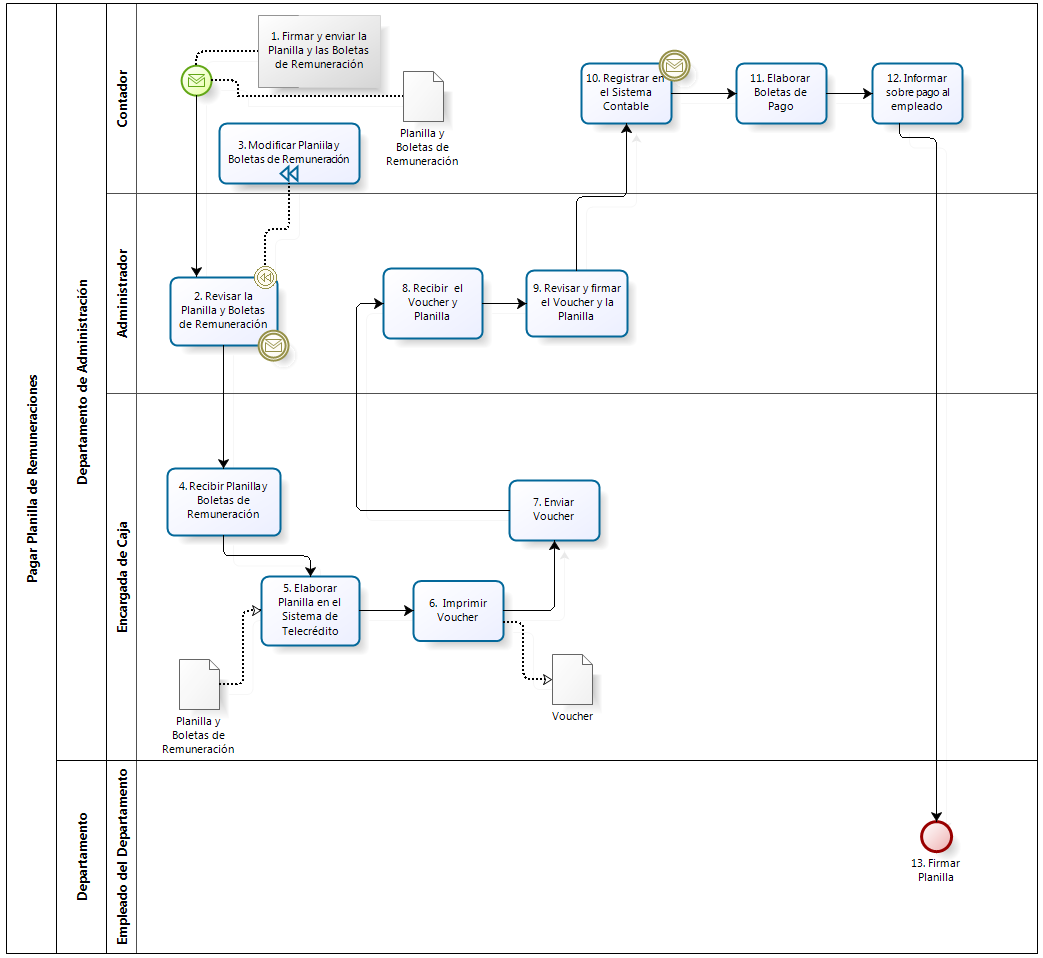 Pagar Planilla de Remuneraciones
Departamento de Administración
Contador
1. Firmar y enviar la
Planilla y las Boletas
de Remuneración
Planilla y
Boletas de
Remuneración
3. Modificar Planiilay
Boletas de Remuneración
10. Registrar en
el Sistema
Contable
11. Elaborar
Boletas de
Pago
12. Informar
sobre pago al
empleado
Administrador
2. Revisar la
Planilla y Boletas
de Remuneración
8. Recibir el
Voucher y
Planilla
9. Revisar y firmar
el Voucher y la
Planilla
Encargada de Caja
4. Recibir Planillay
Boletas de
Remuneración
7. Enviar
Voucher
5. Elaborar
Planilla en el
Sistema de
Telecrédito
6. Imprimir
Voucher
Planilla y
Boletas de
Remuneración
Voucher
Departamento
Empleado del Departamento
13. Firmar
Planilla